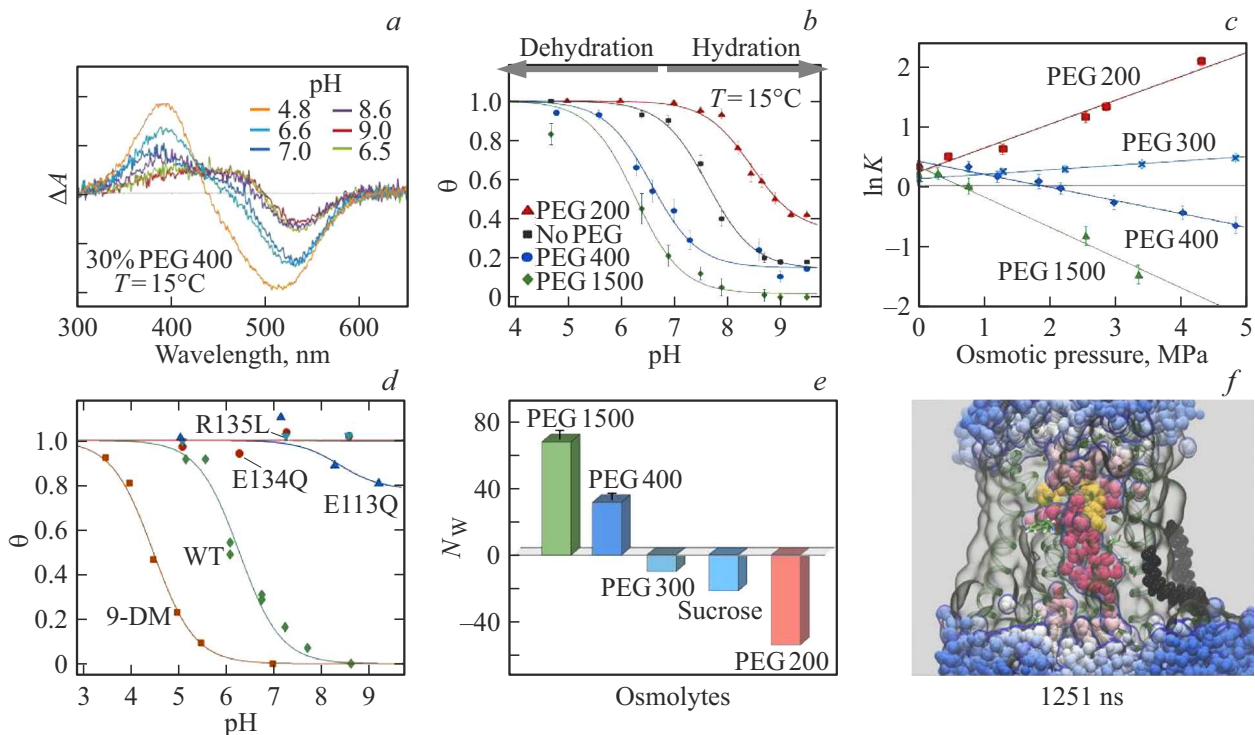 a
pH
4.8 8.6
6.6 9.0
7.0 6.5
ΔA
30% PEG 400
T = 15°C
300 400 500 600
Wavelength, nm
b
Dehydration Hydration
T = 15°C
1.0
0.8
0.6
0.4
0.2
0
θ
PEG 200
No PEG
PEG 400
PEG 1500
4 5 6 7 8 9
pH
c
2
1
0
–1
–2
ln K
PEG 200
PEG 300
PEG 400
PEG 1500
0 1 2 3 4 5
Osmotic pressure, MPa
d
1.0
0.8
0.6
0.4
0.2
0
θ
R135L
E134Q
E113Q
WT
9-DM
3 4 5 6 7 8 9
pH
e
80
40
0
–40
NW
PEG 1500
PEG 400
PEG 300
Sucrose
PEG 200
Osmolytes
f
1251 ns